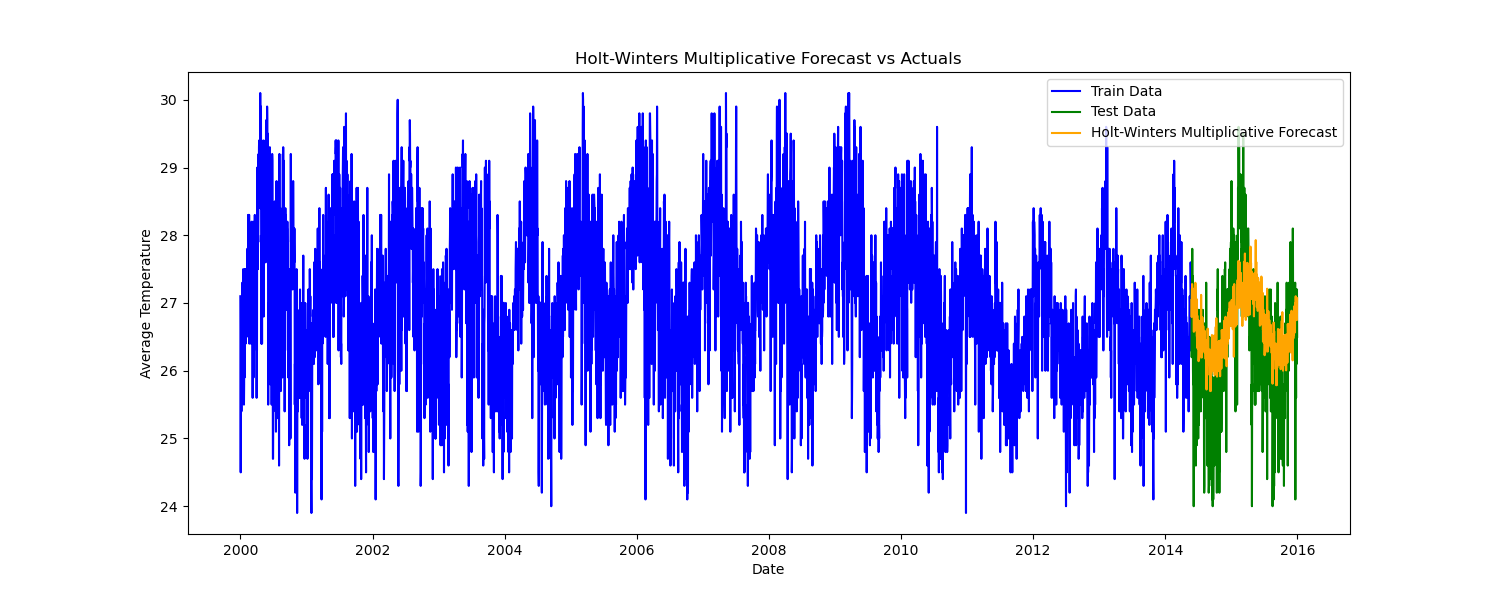 Holt-Winters Multiplicative Forecast vs Actuals
Train Data
Test Data
Holt-Winters Multiplicative Forecast
Average Temperature
30
29
28
27
26
25
24
2000 2002 2004 2006 2008 2010 2012 2014 2016
Date